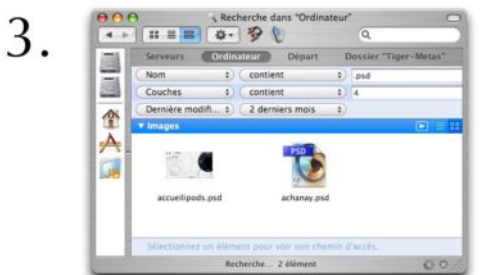 3.
Recherche dans "Ordinateur"
Serveurs Ordinateur Départ Dossier "Tiger-Metas"
Nom contient .psd
Couches contient 4
Dernière modifi... 2 derniers mois
Images
PSD
accueilipods.psd achanay.psd
Sélectionnez un élément pour voir son chemin d'accès.
Recherche... 2 élément